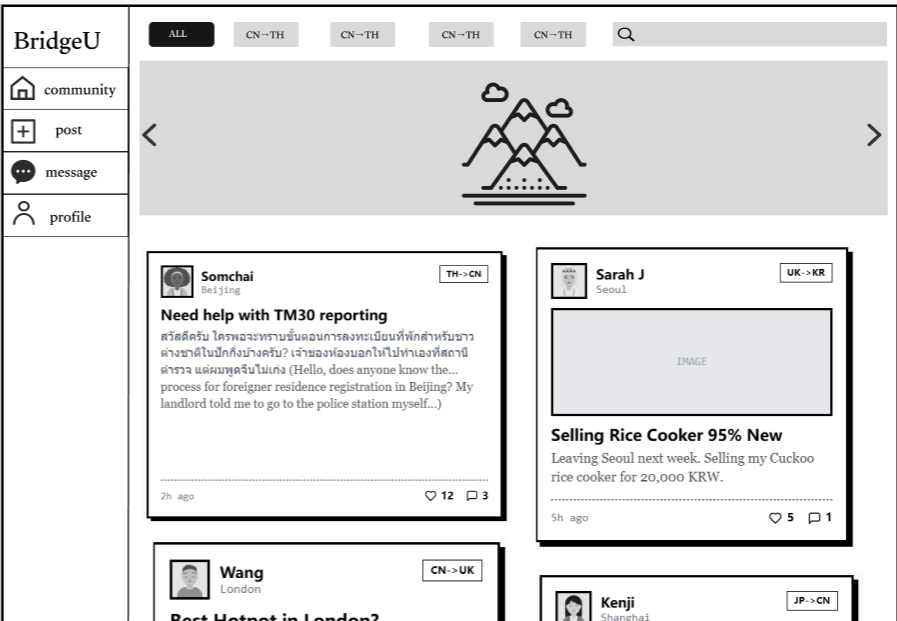 BridgeU
community
post
message
profile
ALL
CN→TH
CN→TH
CN→TH
CN→TH
Somchai
Beijing
TH->CN
Need help with TM30 reporting
สวัสดีครับ ใครพอจะทราบขั้นตอนการลงทะเบียนที่พักสำหรับชาว
ต่างชาติในปักกิ่งบ้างครับ? เจ้าของห้องบอกให้ไปทำเองที่สถานี
ตำรวจ แต่ผมพูดจีนไม่เก่ง (Hello, does anyone know the...
process for foreigner residence registration in Beijing? My
landlord told me to go to the police station myself...)
2h ago
12
3
Sarah J
Seoul
UK->KR
IMAGE
Selling Rice Cooker 95% New
Leaving Seoul next week. Selling my Cuckoo
rice cooker for 20,000 KRW.
5h ago
5
1
Wang
London
CN->UK
Best Hotpot in London?
Kenji
Shanghai
JP->CN